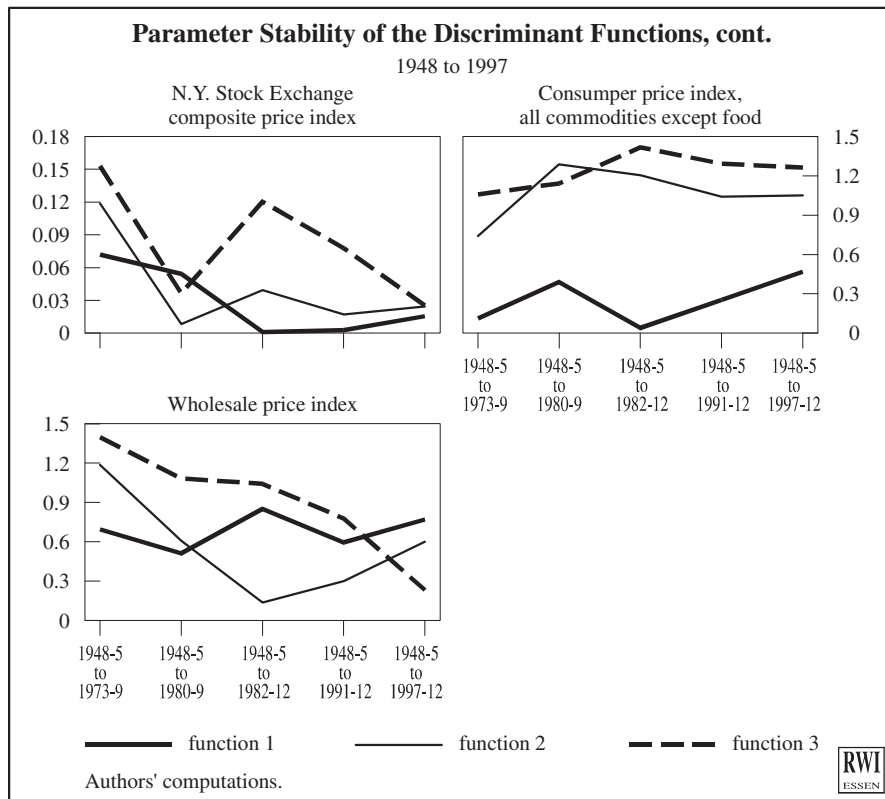 Parameter Stability of the Discriminant Functions, cont.
1948 to 1997
N.Y. Stock Exchange
composite price index
0.18
0.15
0.12
0.09
0.06
0.03
0
Consumper price index,
all commodities except food
1.5
1.2
0.9
0.6
0.3
0
1948-5 1948-5 1948-5 1948-5 1948-5
to to to to to
1973-9 1980-9 1982-12 1991-12 1997-12
Wholesale price index
1.5
1.2
0.9
0.6
0.3
0
1948-5 1948-5 1948-5 1948-5 1948-5
to to to to to
1973-9 1980-9 1982-12 1991-12 1997-12
function 1 function 2 function 3
Authors' computations.
RWI
ESSEN